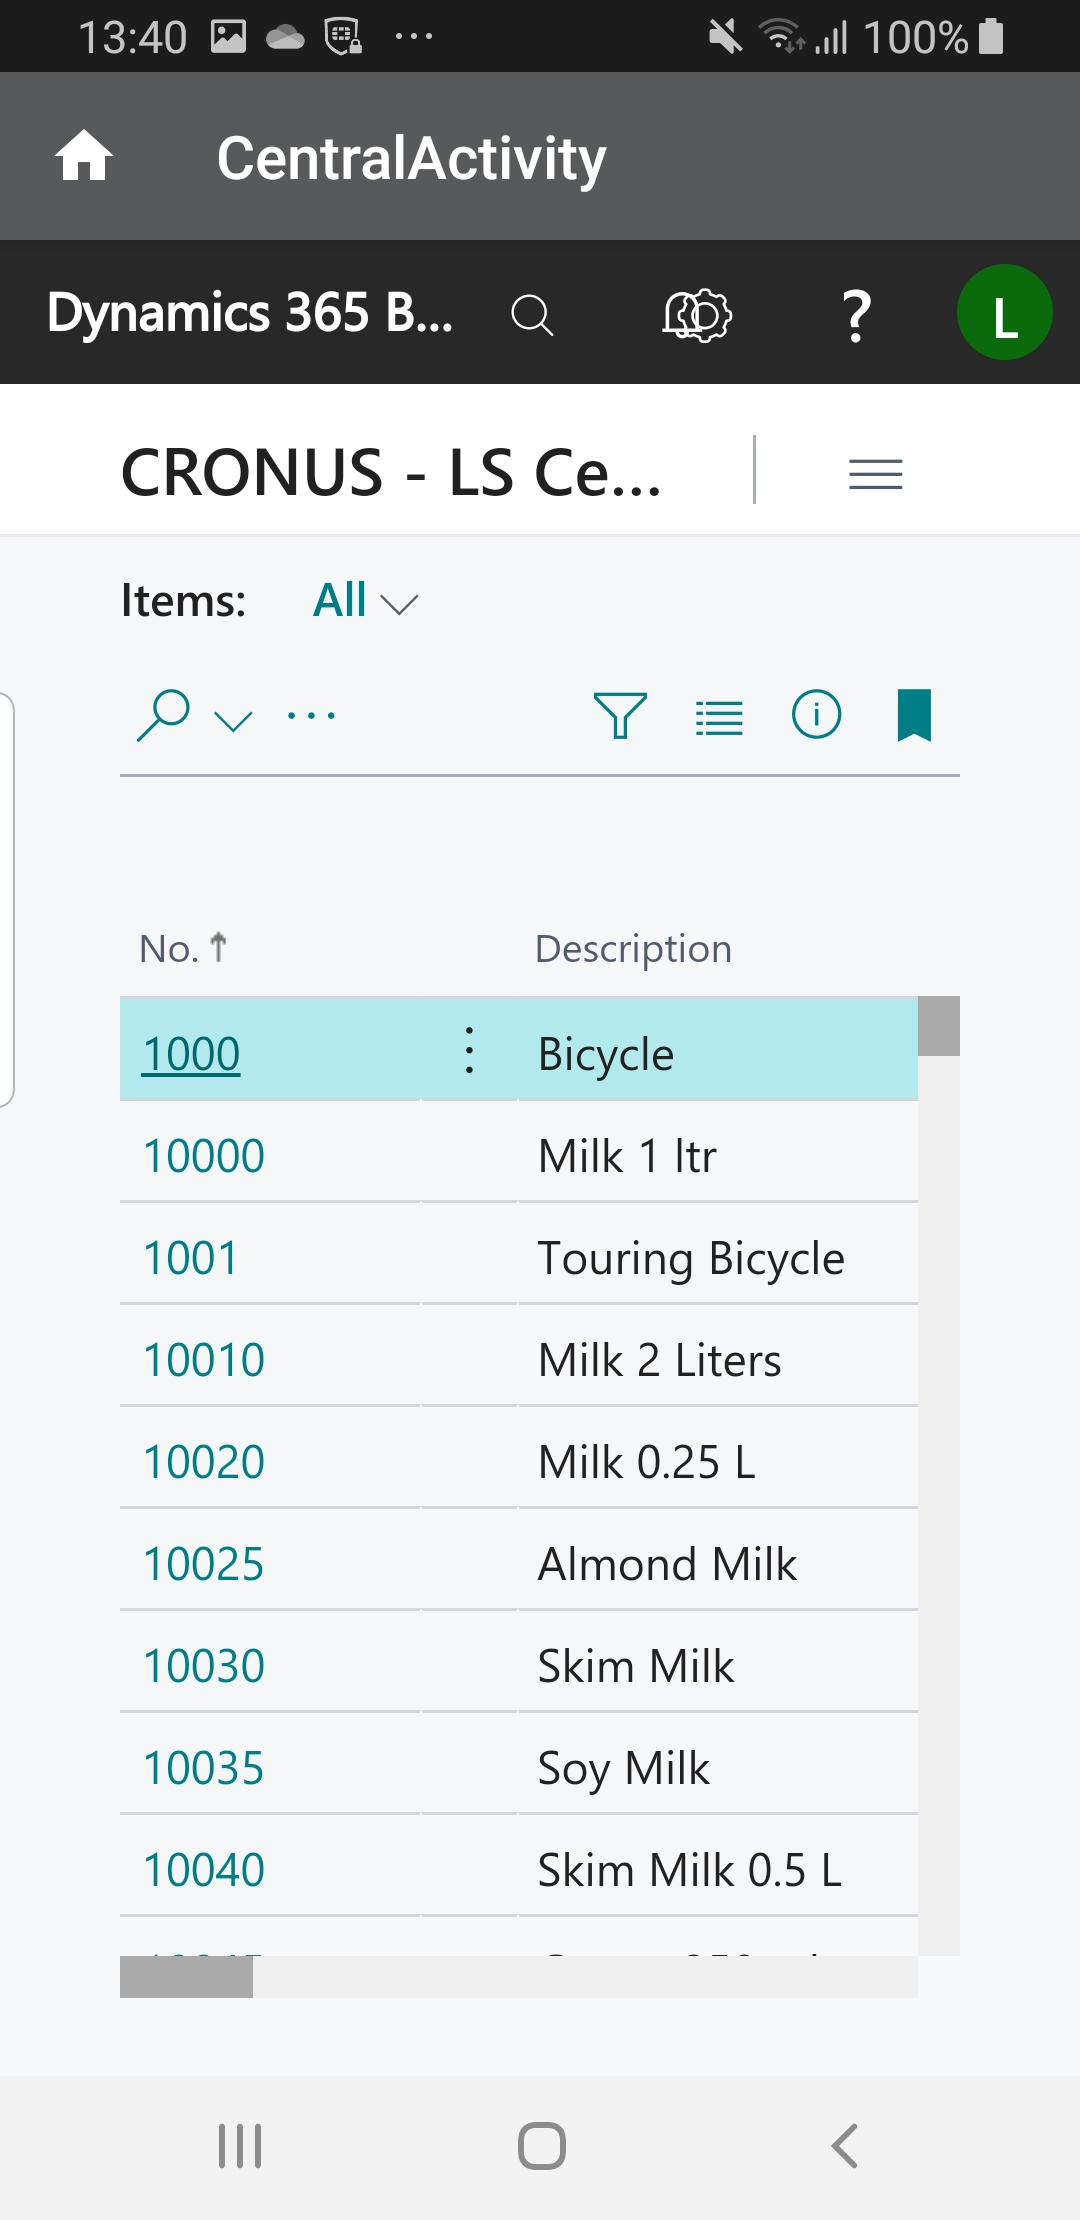 13:40 100%
CentralActivity
Dynamics 365 B... ? L
CRONUS - LS Ce...
Items: All
No. ↑ Description
1000 Bicycle
10000 Milk 1 ltr
1001 Touring Bicycle
10010 Milk 2 Liters
10020 Milk 0.25 L
10025 Almond Milk
10030 Skim Milk
10035 Soy Milk
10040 Skim Milk 0.5 L